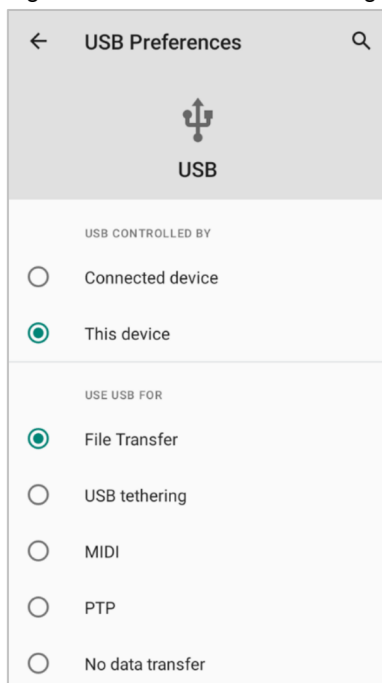 USB Preferences
USB
USB CONTROLLED BY
Connected device
This device
USE USB FOR
File Transfer
USB tethering
MIDI
PTP
No data transfer